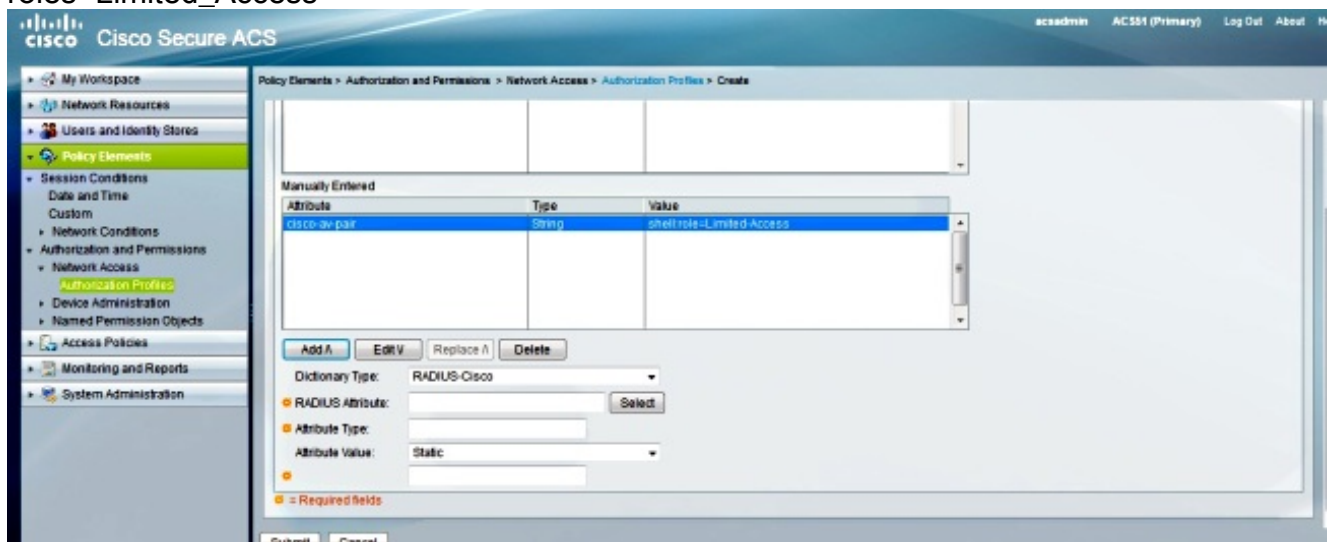 roles=Limited_Access
acsadmin ACS51 (Primary) Log Out About
cisco Cisco Secure ACS
My Workspace
Network Resources
Users and Identity Stores
Policy Elements
Session Conditions
Date and Time
Custom
Network Conditions
Authorization and Permissions
Network Access
Authorization Profiles
Device Administration
Named Permission Objects
Access Policies
Monitoring and Reports
System Administration
Policy Elements > Authorization and Permissions > Network Access > Authorization Profiles > Create
Manually Entered
Attribute Type Value
cisco-av-pair String shell:role=Limited-Access
Add Λ Edit V Replace Λ Delete
Dictionary Type: RADIUS-Cisco
RADIUS Attribute: Select
Attribute Type:
Attribute Value: Static
= Required fields
Submit Cancel